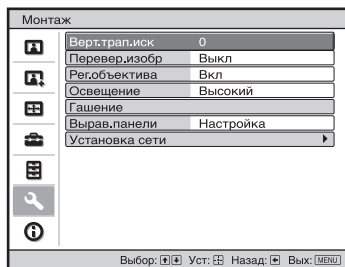 Монтаж
Верт.трап.иск 0
Перевер.изобр Выкл
Рег.объектива Вкл
Освещение Высокий
Гашение
Вырав.панели Настройка
Установка сети
Выбор: Уст: Назад: Вых: MENU